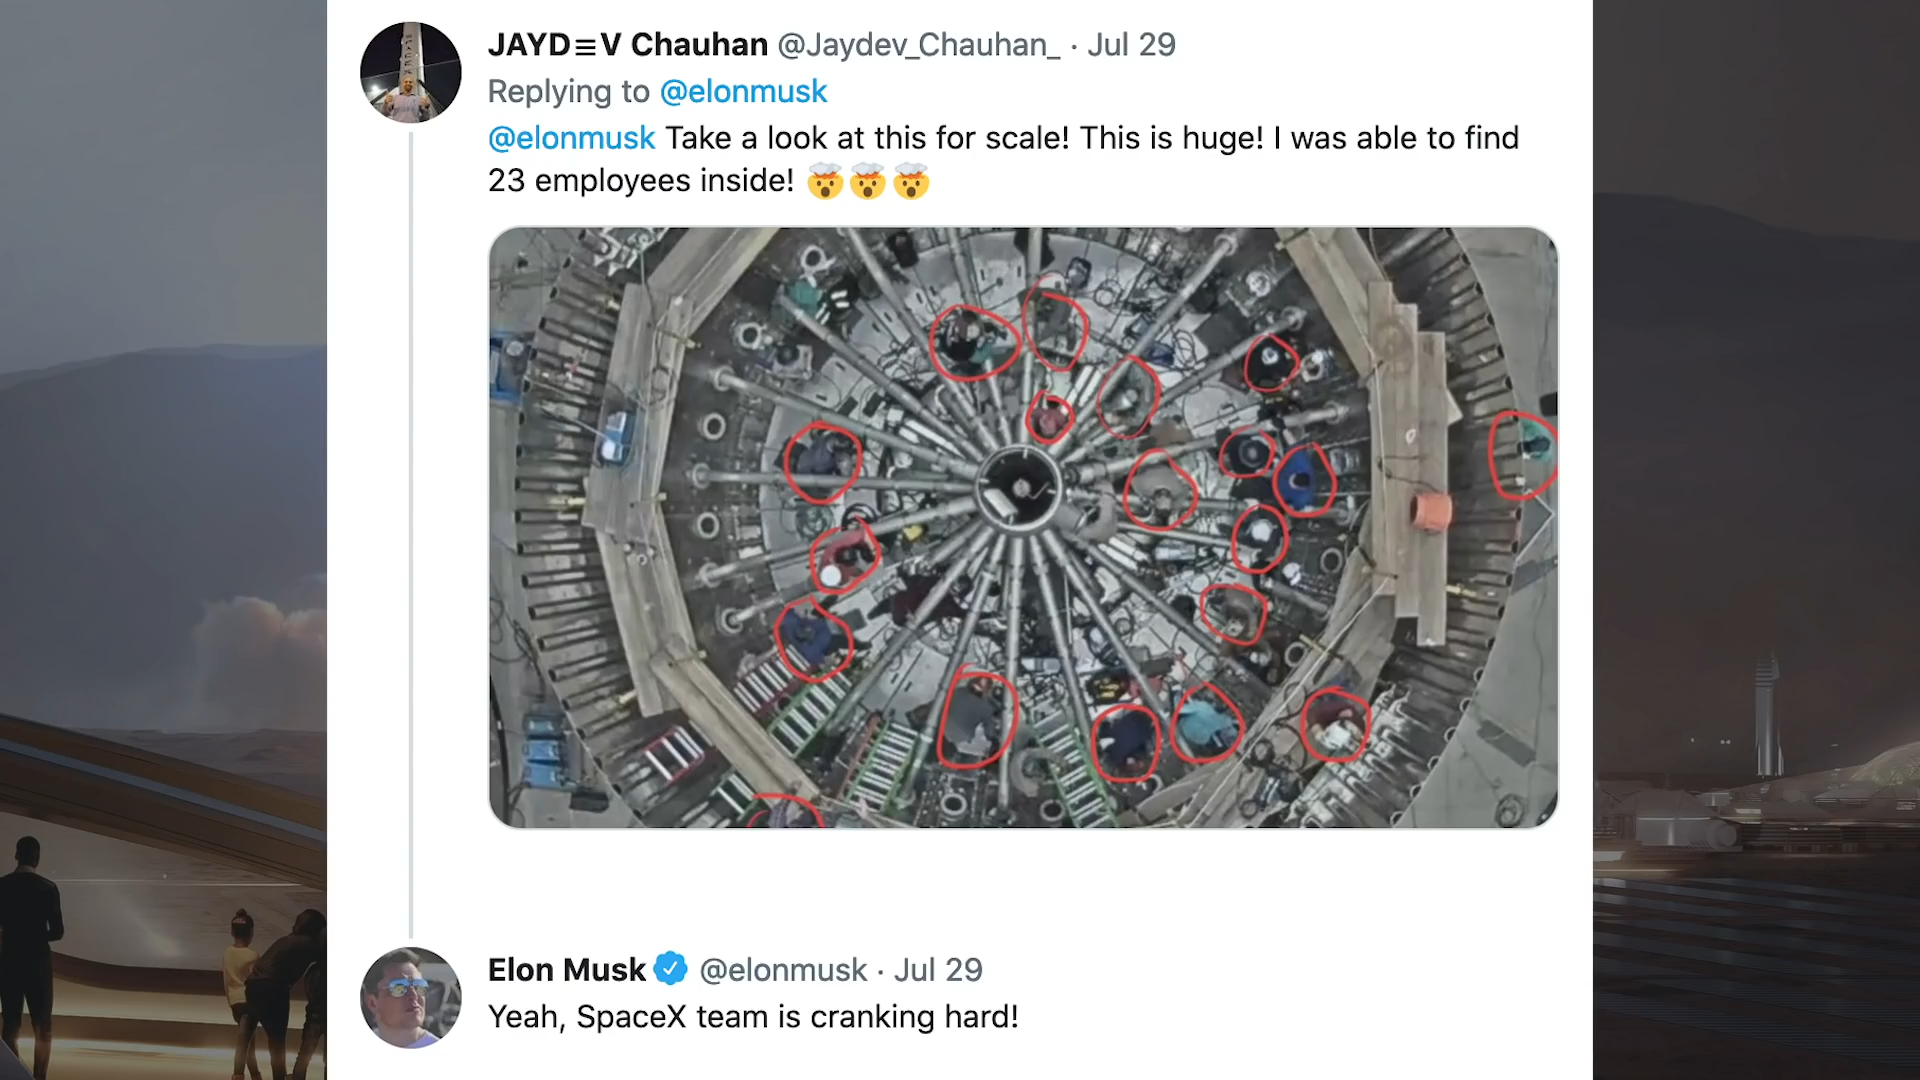 JAYD≡V Chauhan @Jaydev_Chauhan_ · Jul 29
Replying to @elonmusk
@elonmusk Take a look at this for scale! This is huge! I was able to find
23 employees inside! 🤯🤯🤯
Elon Musk @elonmusk · Jul 29
Yeah, SpaceX team is cranking hard!